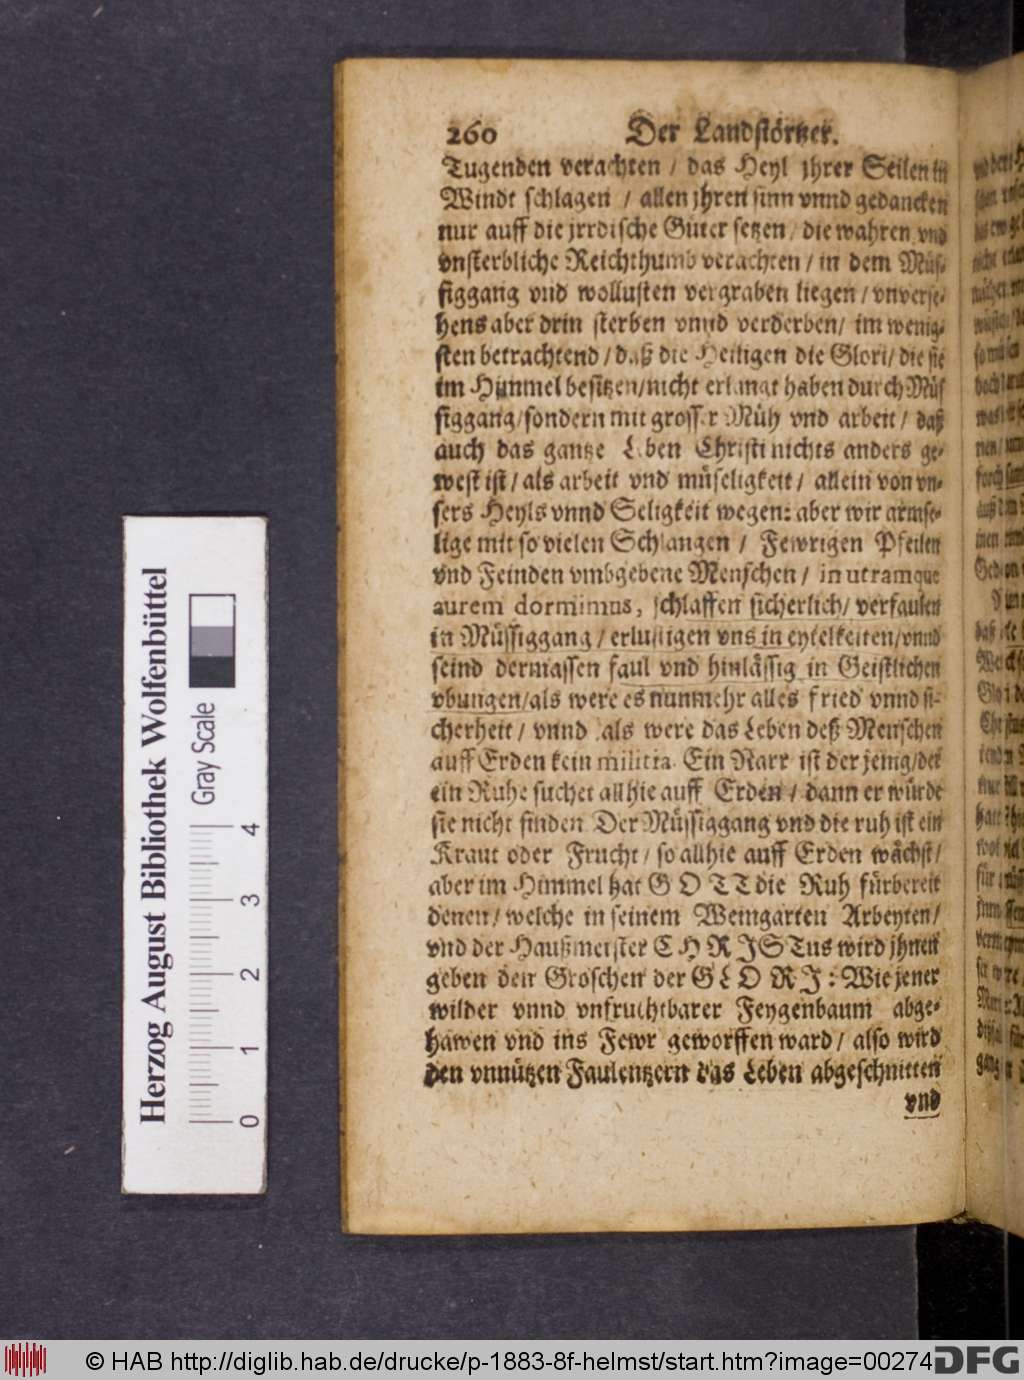 260 Der Landstörtzer.
Tugenden verachten / das Heyl jhrer Seilen in
Windt schlagen / allen jhren sinn vnnd gedancken
nur auff die jrrdische Güter setzen / die wahren vnd
vnsterbliche Reichthumb verachten / in dem Müs-
siggang vnd wollusten vergraben liegen / vnverse-
hens aber drin sterben vnnd verderben / im wenig-
sten betrachtend / daß die Heiligen die Glori / die sie
im Himmel besitzen / nicht erlangt haben durch Müs
siggang / sondern mit grosser Müh vnd arbeit / daß
auch das gantze Leben Christi nichts anders ge-
west ist / als arbeit vnd müseligkeit / allein von vn-
sers Heyls vnnd Seligkeit wegen: aber wir armse-
lige mit so vielen Schlangen / Fewrigen Pfeilen
vnd Feinden vmbgebene Menschen / in utramque
aurem dormimus, schlaffen sicherlich / verfaulen
in Müssiggang / erlustigen vns in eytelkeiten / vnnd
seind dermassen faul vnd hinlässig in Geistlichen
vbungen / als were es nunmehr alles fried vnnd si-
cherheit / vnnd als were das Leben deß Menschen
auff Erden kein militia. Ein Narr ist der jenig / der
ein Ruhe suchet allhie auff Erden / dann er würde
sie nicht finden Der Müssiggang vnd die ruh ist ein
Kraut oder Frucht / so allhie auff Erden wächst /
aber im Himmel hat GOTT die Ruh fürbereit
denen / welche in seinem Weingarten Arbeyten /
vnd der Haußmeister CHRISTus wird jhnen
geben den Groschen der GLORI: Wie jener
wilder vnnd vnfruchtbarer Feygenbaum abge-
hawen vnd ins Fewr geworffen ward / also wird
den vnnützen Faulentzern das Leben abgeschnitten
vnd
Herzog August Bibliothek Wolfenbüttel
Gray Scale
0 1 2 3 4
© HAB http://diglib.hab.de/drucke/p-1883-8f-helmst/start.htm?image=00274
DFG